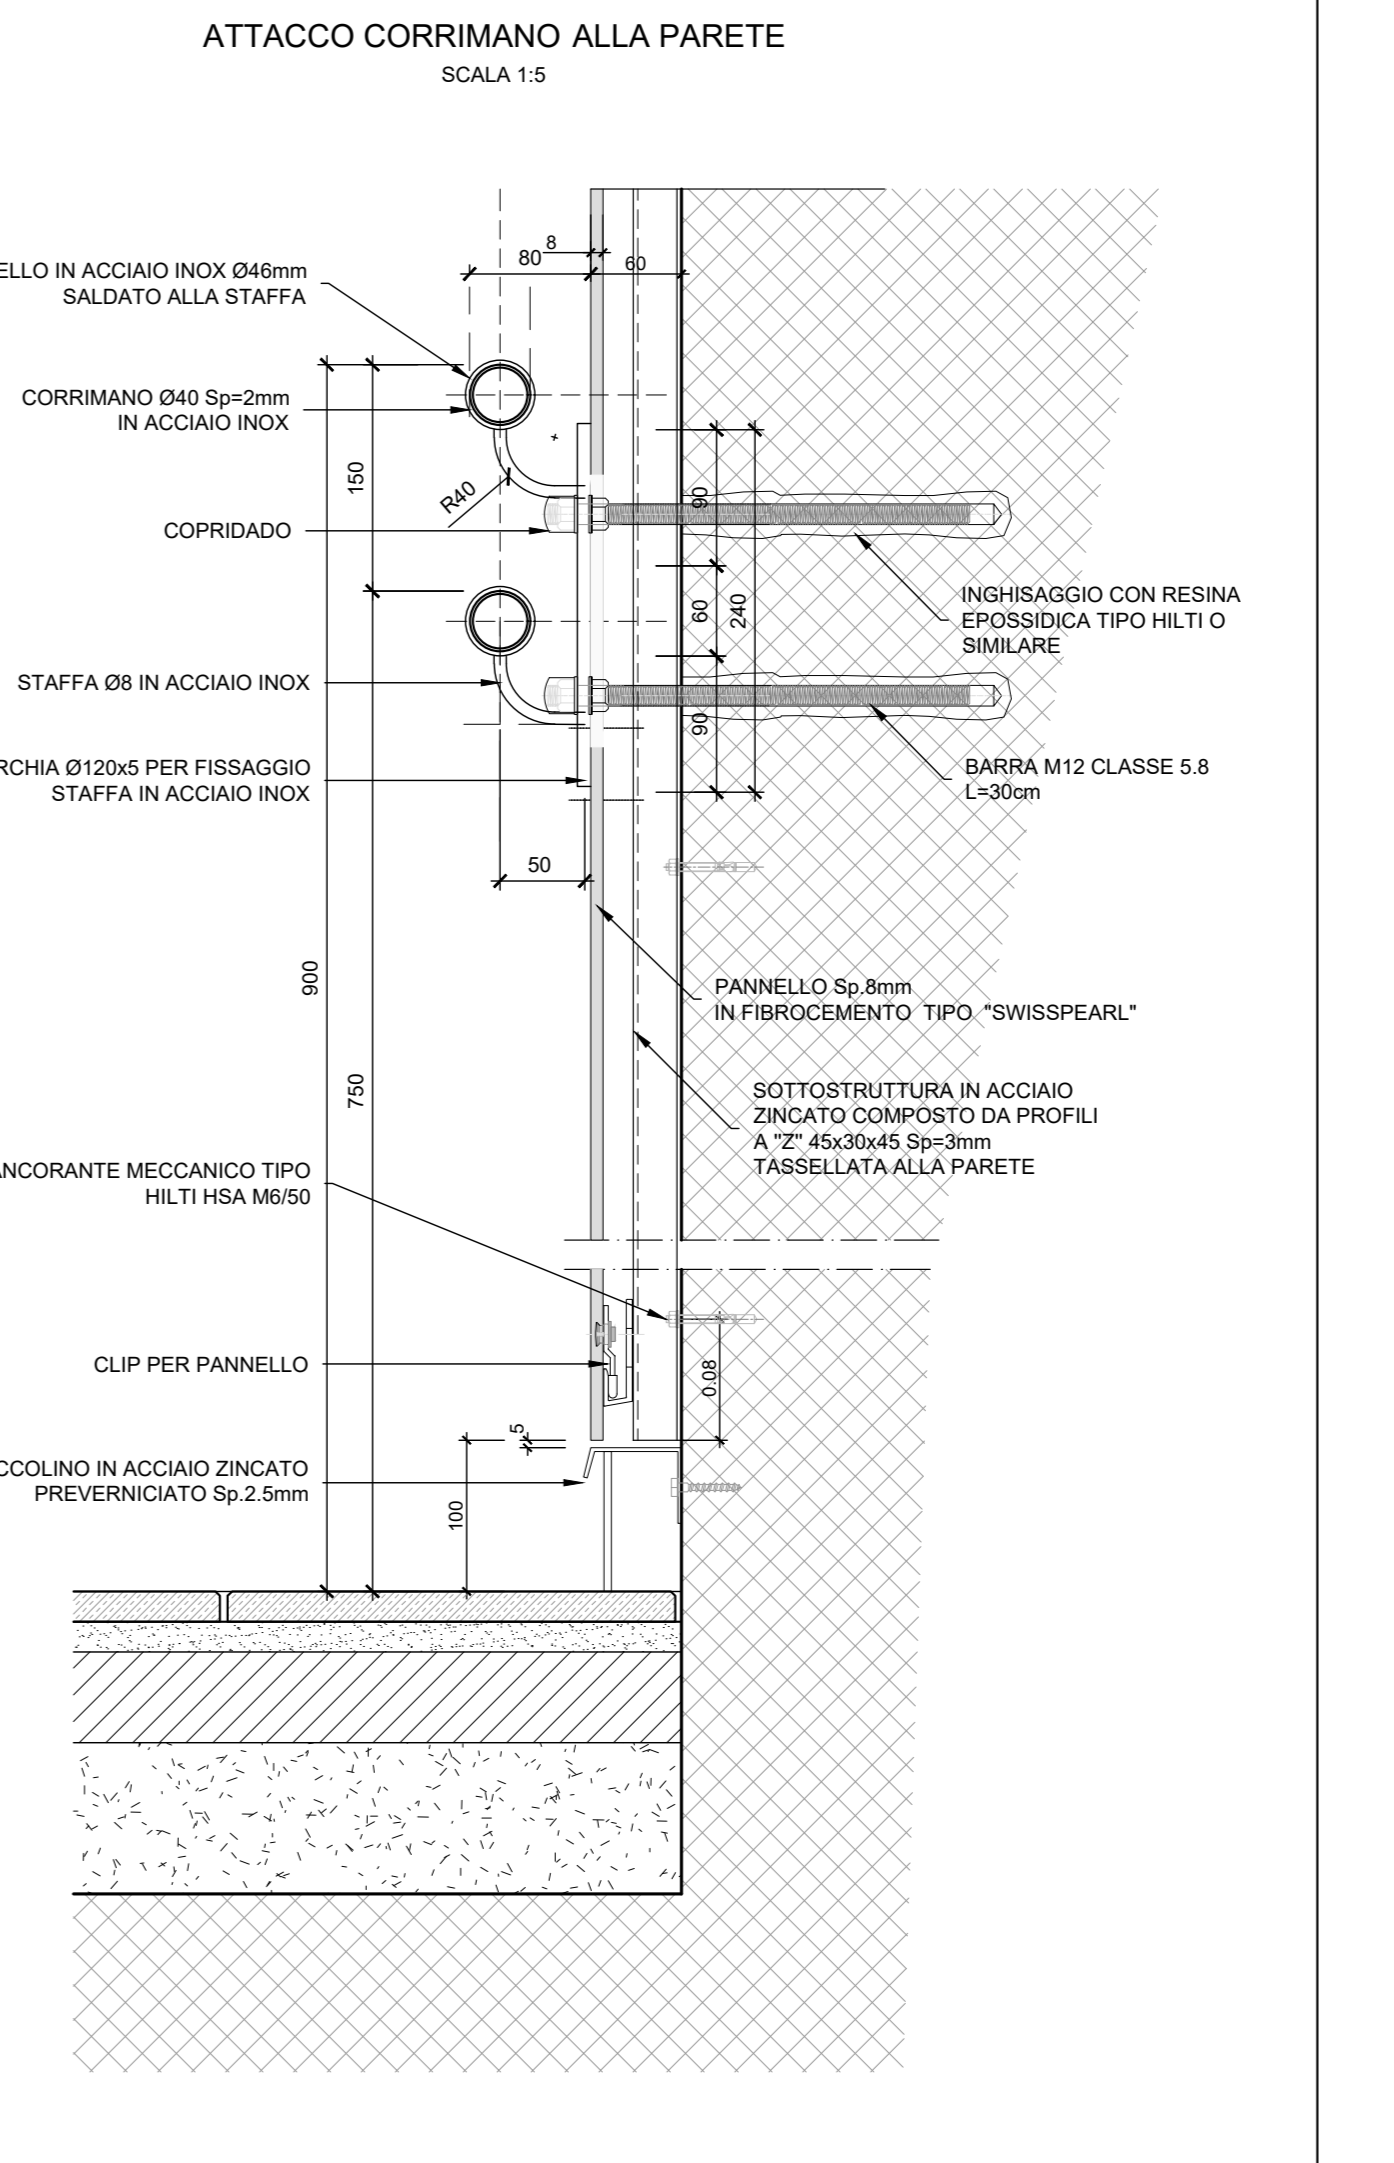 ATTACCO CORRIMANO ALLA PARETE
SCALA 1:5
8
80
60
IN ACCIAIO INOX Ø46mm
SALDATO ALLA STAFFA
CORRIMANO Ø40 Sp=2mm
IN ACCIAIO INOX
150
R40
90
COPRIDADO
INGHISAGGIO CON RESINA
EPOSSIDICA TIPO HILTI O
SIMILARE
60
240
STAFFA Ø8 IN ACCIAIO INOX
90
Ø120x5 PER FISSAGGIO
STAFFA IN ACCIAIO INOX
BARRA M12 CLASSE 5.8
L=30cm
50
900
PANNELLO Sp.8mm
IN FIBROCEMENTO TIPO "SWISSPEARL"
750
SOTTOSTRUTTURA IN ACCIAIO
ZINCATO COMPOSTO DA PROFILI
A "Z" 45x30x45 Sp=3mm
TASSELLATA ALLA PARETE
ANCORANTE MECCANICO TIPO
HILTI HSA M6/50
CLIP PER PANNELLO
0.08
5
IN ACCIAIO ZINCATO
PREVERNICIATO Sp.2.5mm
100